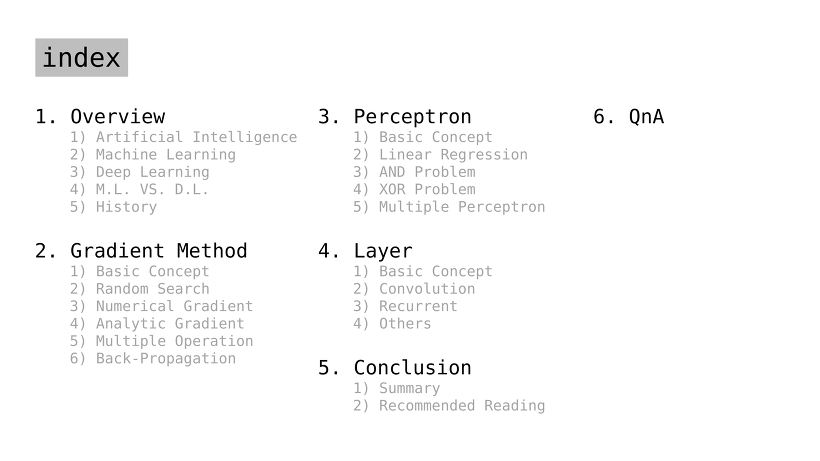 index
1. Overview
1) Artificial Intelligence
2) Machine Learning
3) Deep Learning
4) M.L. VS. D.L.
5) History
2. Gradient Method
1) Basic Concept
2) Random Search
3) Numerical Gradient
4) Analytic Gradient
5) Multiple Operation
6) Back-Propagation
3. Perceptron
1) Basic Concept
2) Linear Regression
3) AND Problem
4) XOR Problem
5) Multiple Perceptron
4. Layer
1) Basic Concept
2) Convolution
3) Recurrent
4) Others
5. Conclusion
1) Summary
2) Recommended Reading
6. QnA